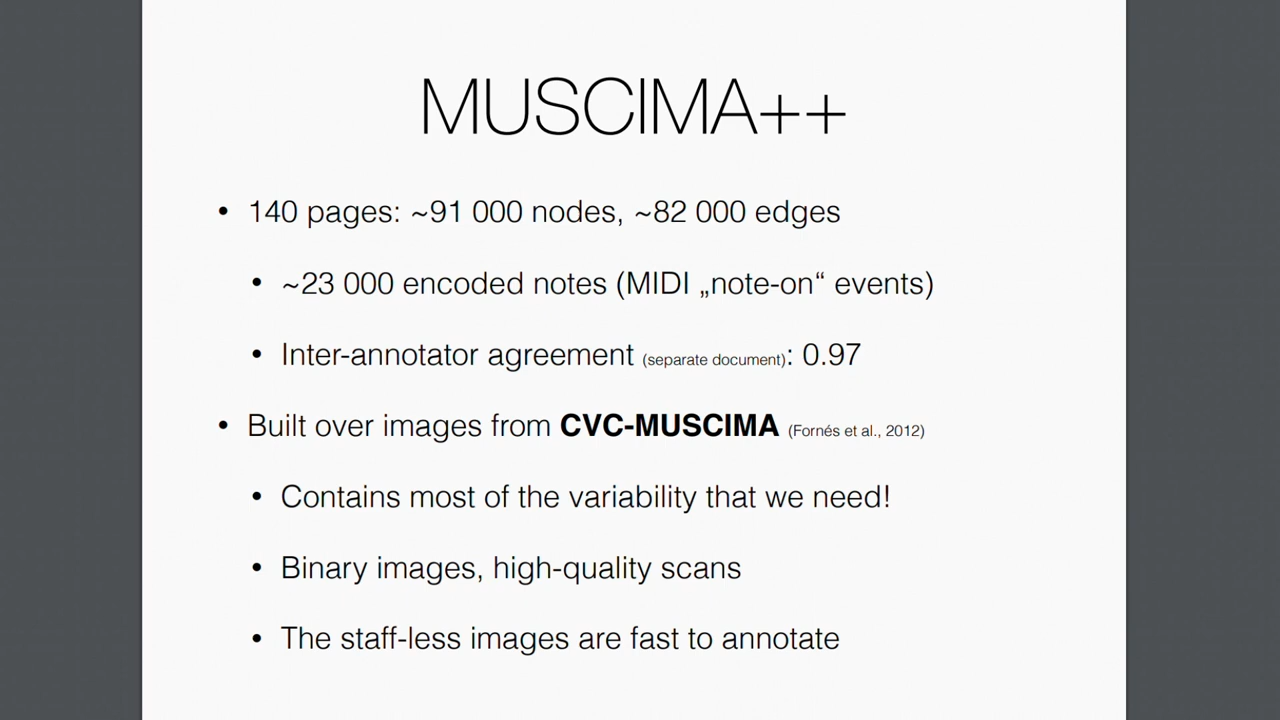 MUSCIMA++
• 140 pages: ~91 000 nodes, ~82 000 edges
• ~23 000 encoded notes (MIDI „note-on“ events)
• Inter-annotator agreement (separate document): 0.97
• Built over images from CVC-MUSCIMA (Fornés et al., 2012)
• Contains most of the variability that we need!
• Binary images, high-quality scans
• The staff-less images are fast to annotate